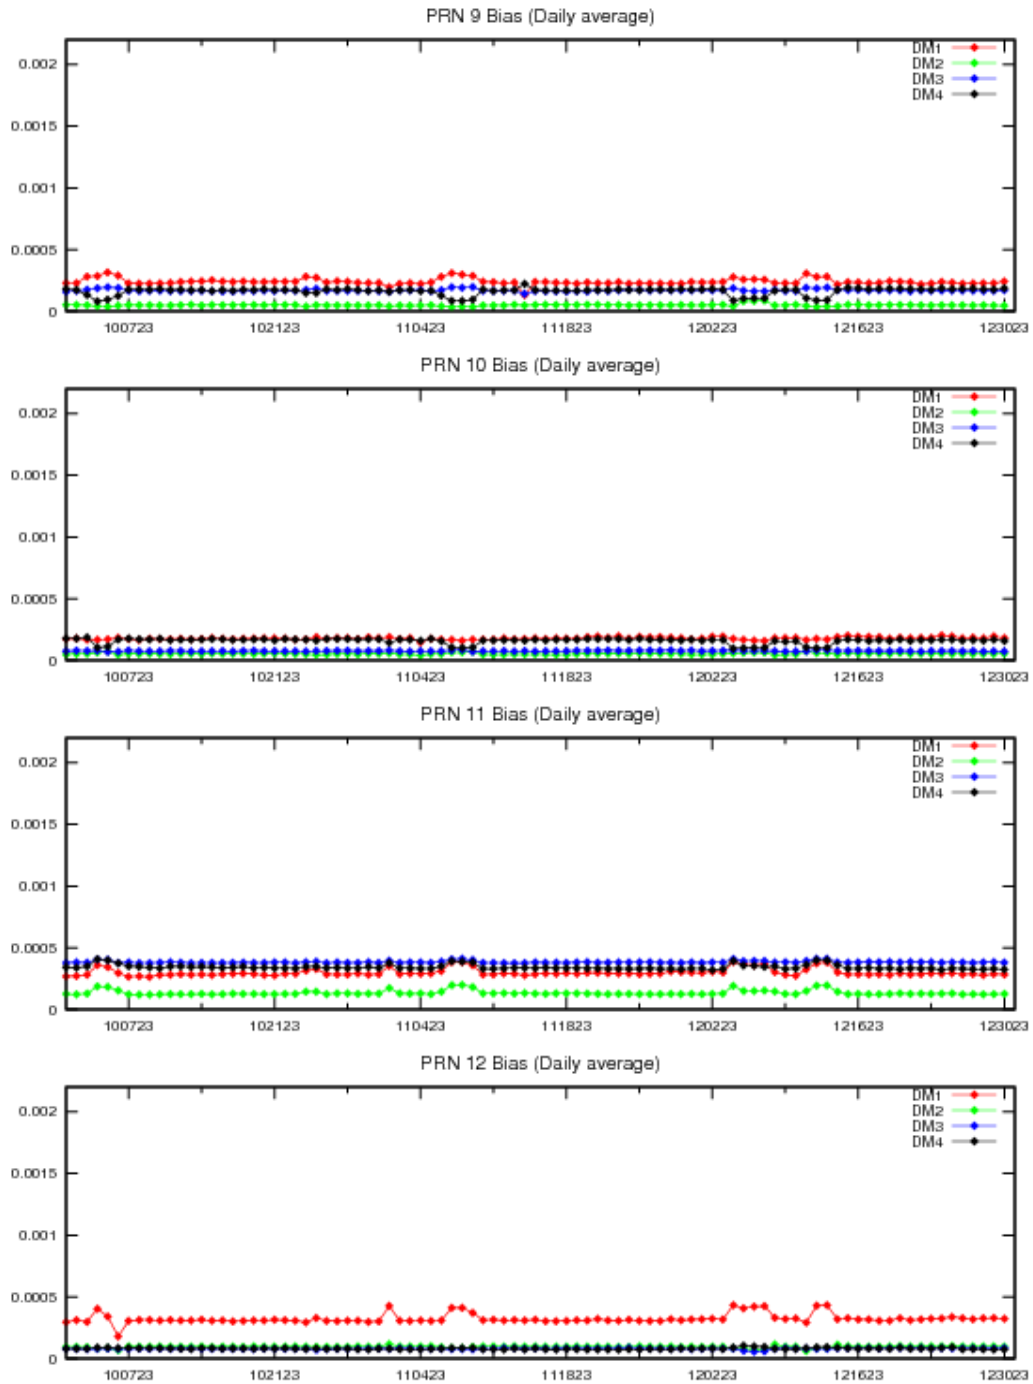 PRN 9 Bias (Daily average)
0.002
0.0015
0.001
0.0005
0
DM1
DM2
DM3
DM4
100723 102123 110423 111823 120223 121623 123023
PRN 10 Bias (Daily average)
0.002
0.0015
0.001
0.0005
0
DM1
DM2
DM3
DM4
100723 102123 110423 111823 120223 121623 123023
PRN 11 Bias (Daily average)
0.002
0.0015
0.001
0.0005
0
DM1
DM2
DM3
DM4
100723 102123 110423 111823 120223 121623 123023
PRN 12 Bias (Daily average)
0.002
0.0015
0.001
0.0005
0
DM1
DM2
DM3
DM4
100723 102123 110423 111823 120223 121623 123023